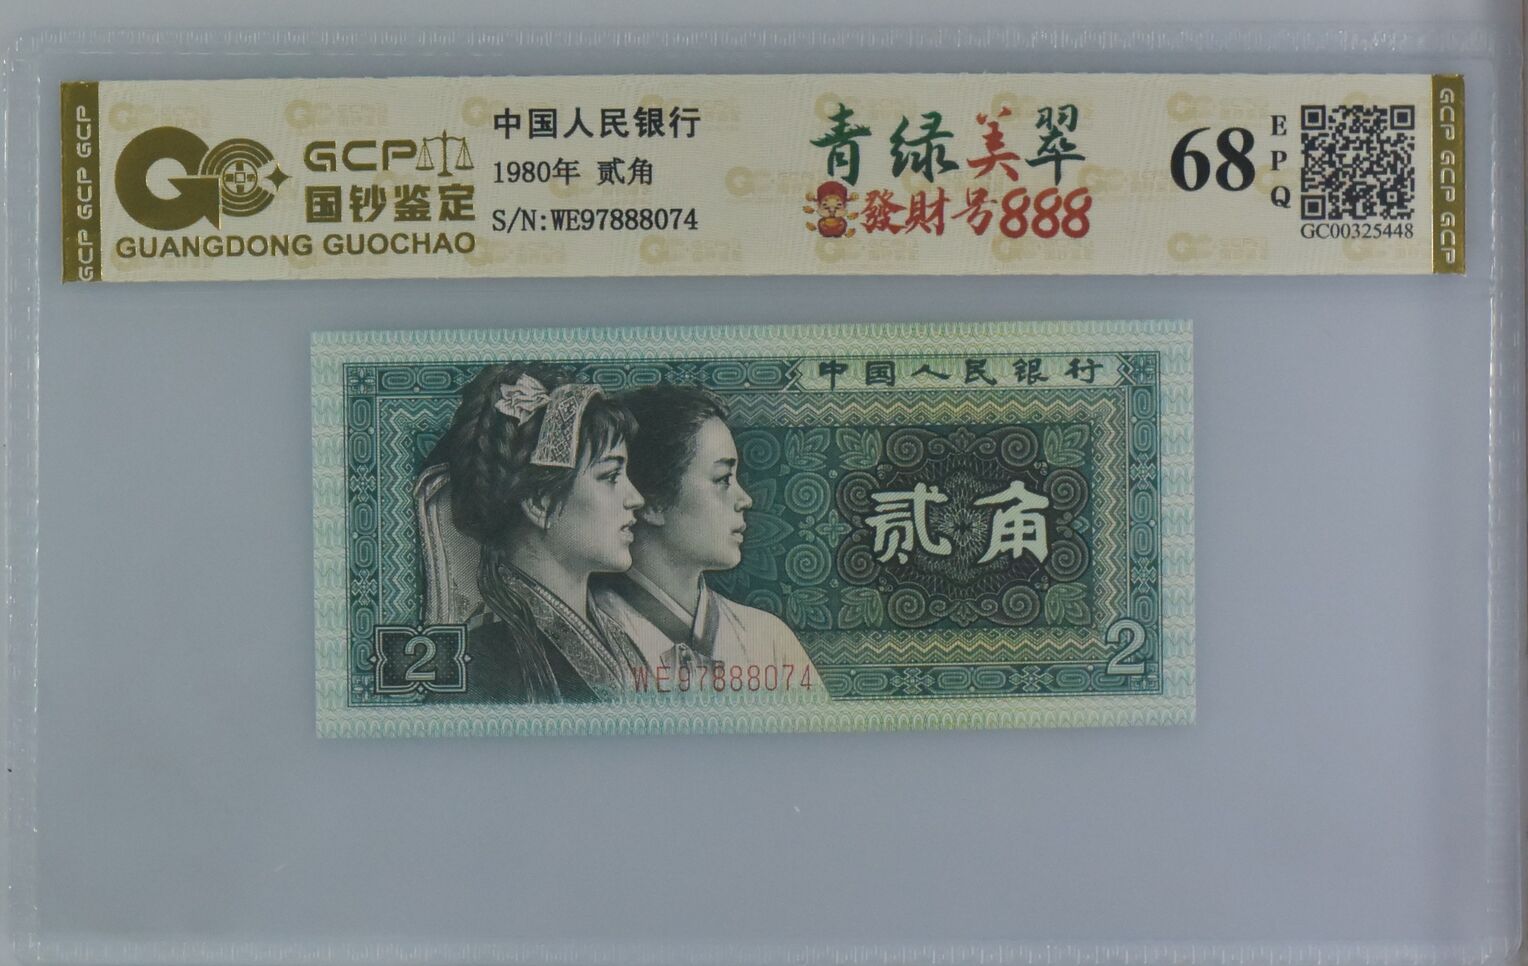 GCP GCP GCP
GCP
国钞鉴定
GUANGDONG GUOCHAO
中国人民银行
1980年 贰角
S/N:WE97888074
青绿美翠
發財号888
68
EPQ
GC00325448
GCP GCP GCP
中国人民银行
贰角
2
2
WE97888074